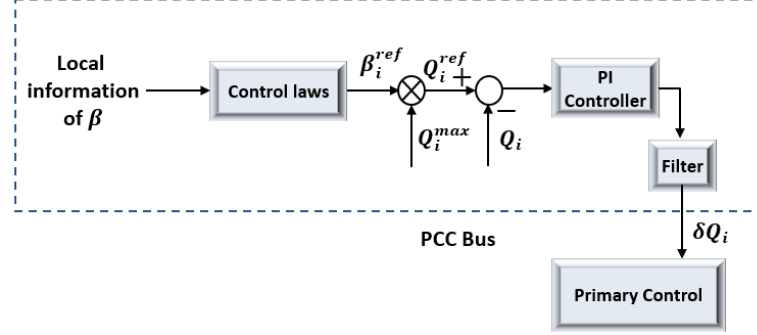 Local
information
of β
Control laws
β_i^{ref}
Q_i^{ref}
+
−
Q_i^{max}
Q_i
PI
Controller
Filter
δQ_i
PCC Bus
Primary Control